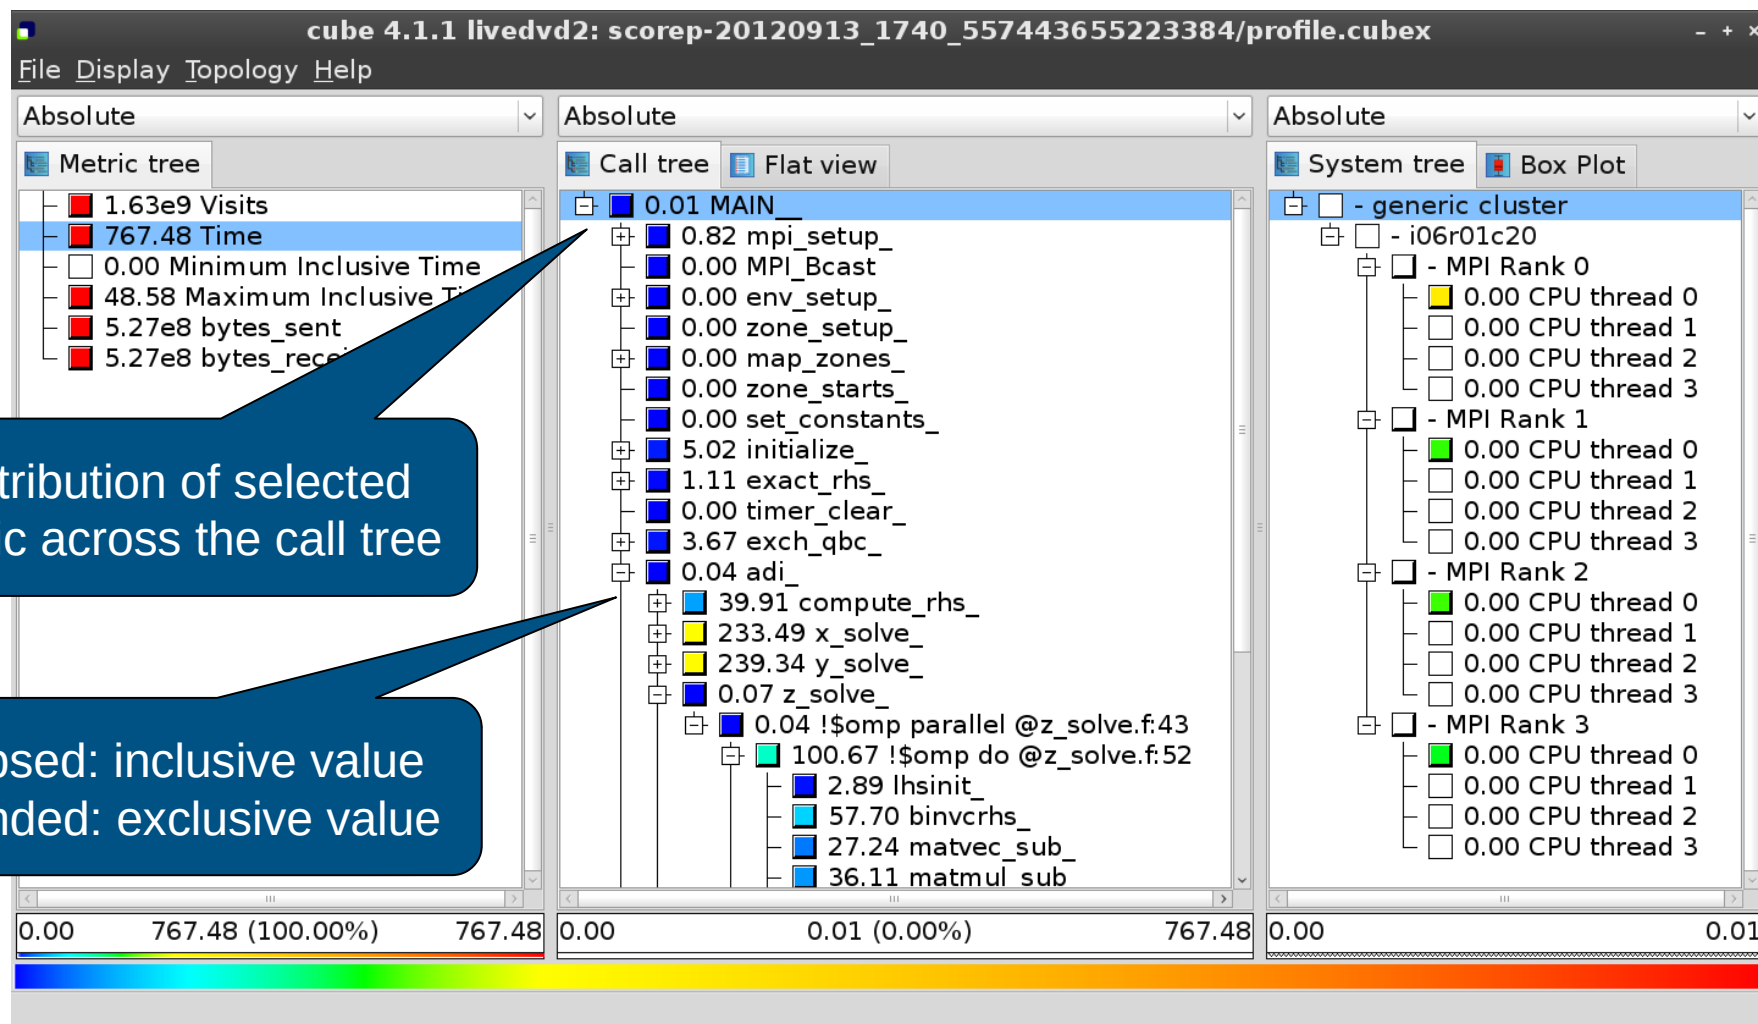 cube 4.1.1 livedvd2: scorep-20120913_1740_557443655223384/profile.cubex
File Display Topology Help
Absolute
Metric tree
1.63e9 Visits
767.48 Time
0.00 Minimum Inclusive Time
48.58 Maximum Inclusive
5.27e8 bytes_sent
5.27e8
tribution of selected
ic across the call tree
psed: inclusive value
nded: exclusive value
0.00 767.48 (100.00%) 767.48
Absolute
Call tree Flat view
0.01 MAIN__
0.82 mpi_setup_
0.00 MPI_Bcast
0.00 env_setup_
0.00 zone_setup_
0.00 map_zones_
0.00 zone_starts_
0.00 set_constants_
5.02 initialize_
1.11 exact_rhs_
0.00 timer_clear_
3.67 exch_qbc_
0.04 adi_
39.91 compute_rhs_
233.49 x_solve_
239.34 y_solve_
0.07 z_solve_
0.04 !$omp parallel @z_solve.f:43
100.67 !$omp do @z_solve.f:52
2.89 lhsinit_
57.70 binvcrhs_
27.24 matvec_sub_
36.11 matmul_sub
0.00 0.01 (0.00%) 767.48
Absolute
System tree Box Plot
- generic cluster
- i06r01c20
- MPI Rank 0
0.00 CPU thread 0
0.00 CPU thread 1
0.00 CPU thread 2
0.00 CPU thread 3
- MPI Rank 1
0.00 CPU thread 0
0.00 CPU thread 1
0.00 CPU thread 2
0.00 CPU thread 3
- MPI Rank 2
0.00 CPU thread 0
0.00 CPU thread 1
0.00 CPU thread 2
0.00 CPU thread 3
- MPI Rank 3
0.00 CPU thread 0
0.00 CPU thread 1
0.00 CPU thread 2
0.00 CPU thread 3
0.00 0.01